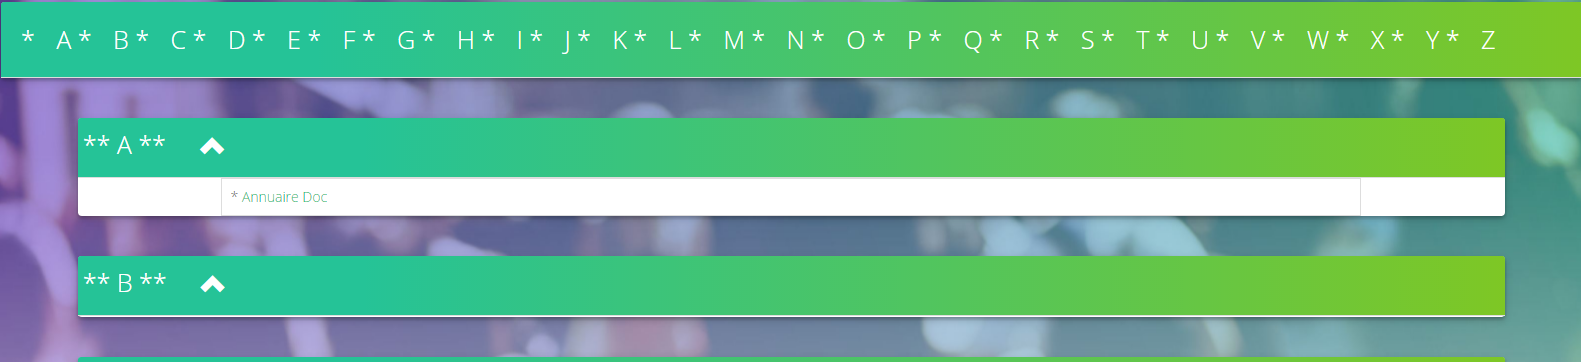 * A * B * C * D * E * F * G * H * I * J * K * L * M * N * O * P * Q * R * S * T * U * V * W * X * Y * Z
** A **
* Annuaire Doc
** B **